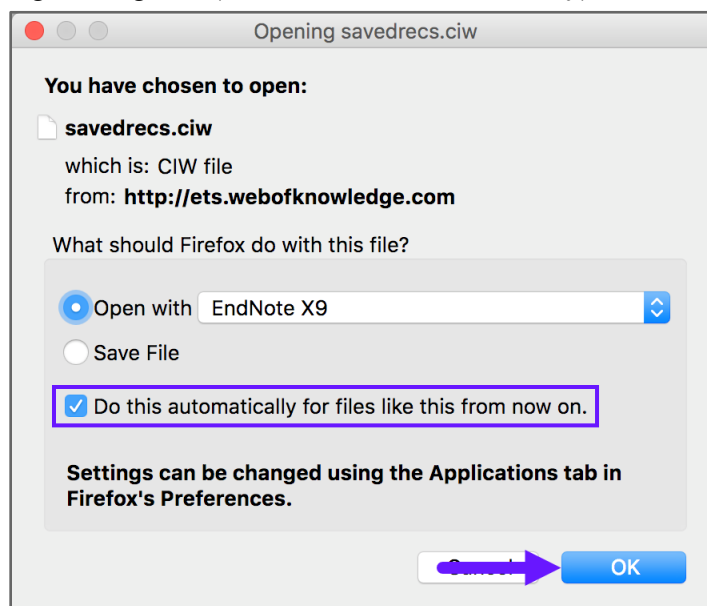 Opening savedrecs.ciw
You have chosen to open:
savedrecs.ciw
which is: CIW file
from: http://ets.webofknowledge.com
What should Firefox do with this file?
Open with EndNote X9
Save File
Do this automatically for files like this from now on.
Settings can be changed using the Applications tab in
Firefox's Preferences.
OK